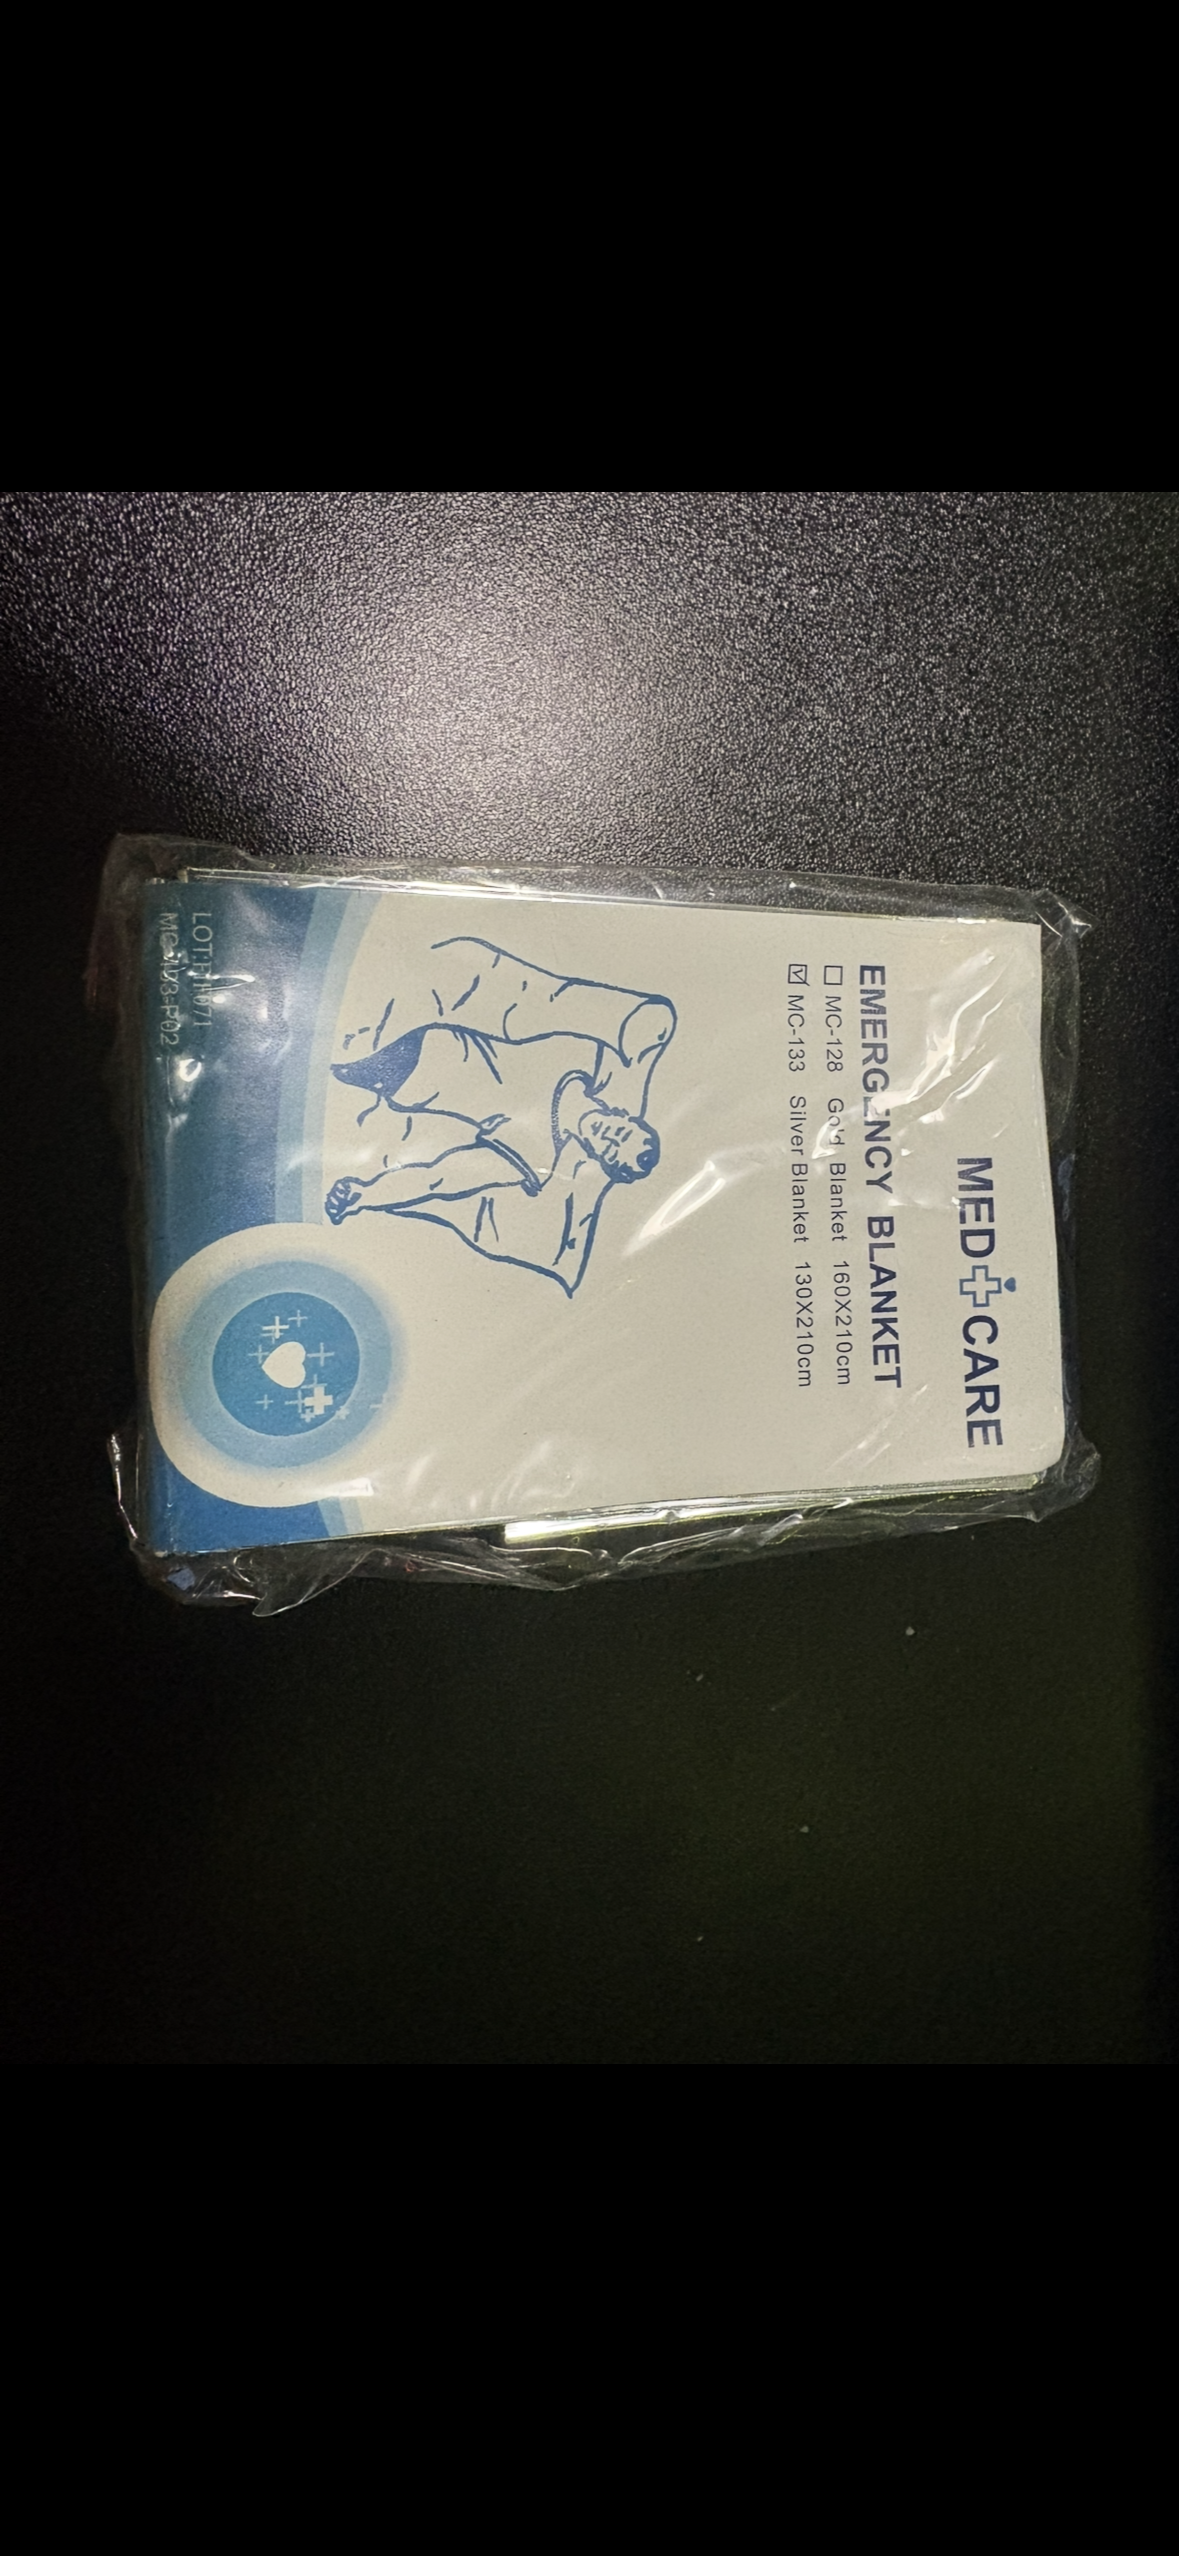 MED CARE
EMERGENCY BLANKET
☐ MC-128 Gold Blanket 160X210cm
☑ MC-133 Silver Blanket 130X210cm